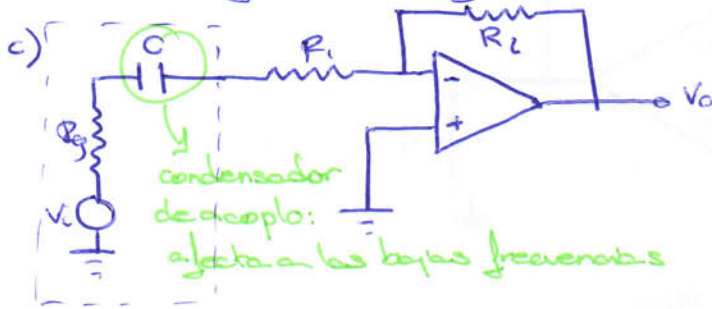 c)
C
R₁
R₂
Rg
Vi
-
+
Vo
condensador
de acoplo:
afecta a las bajas frecuencias